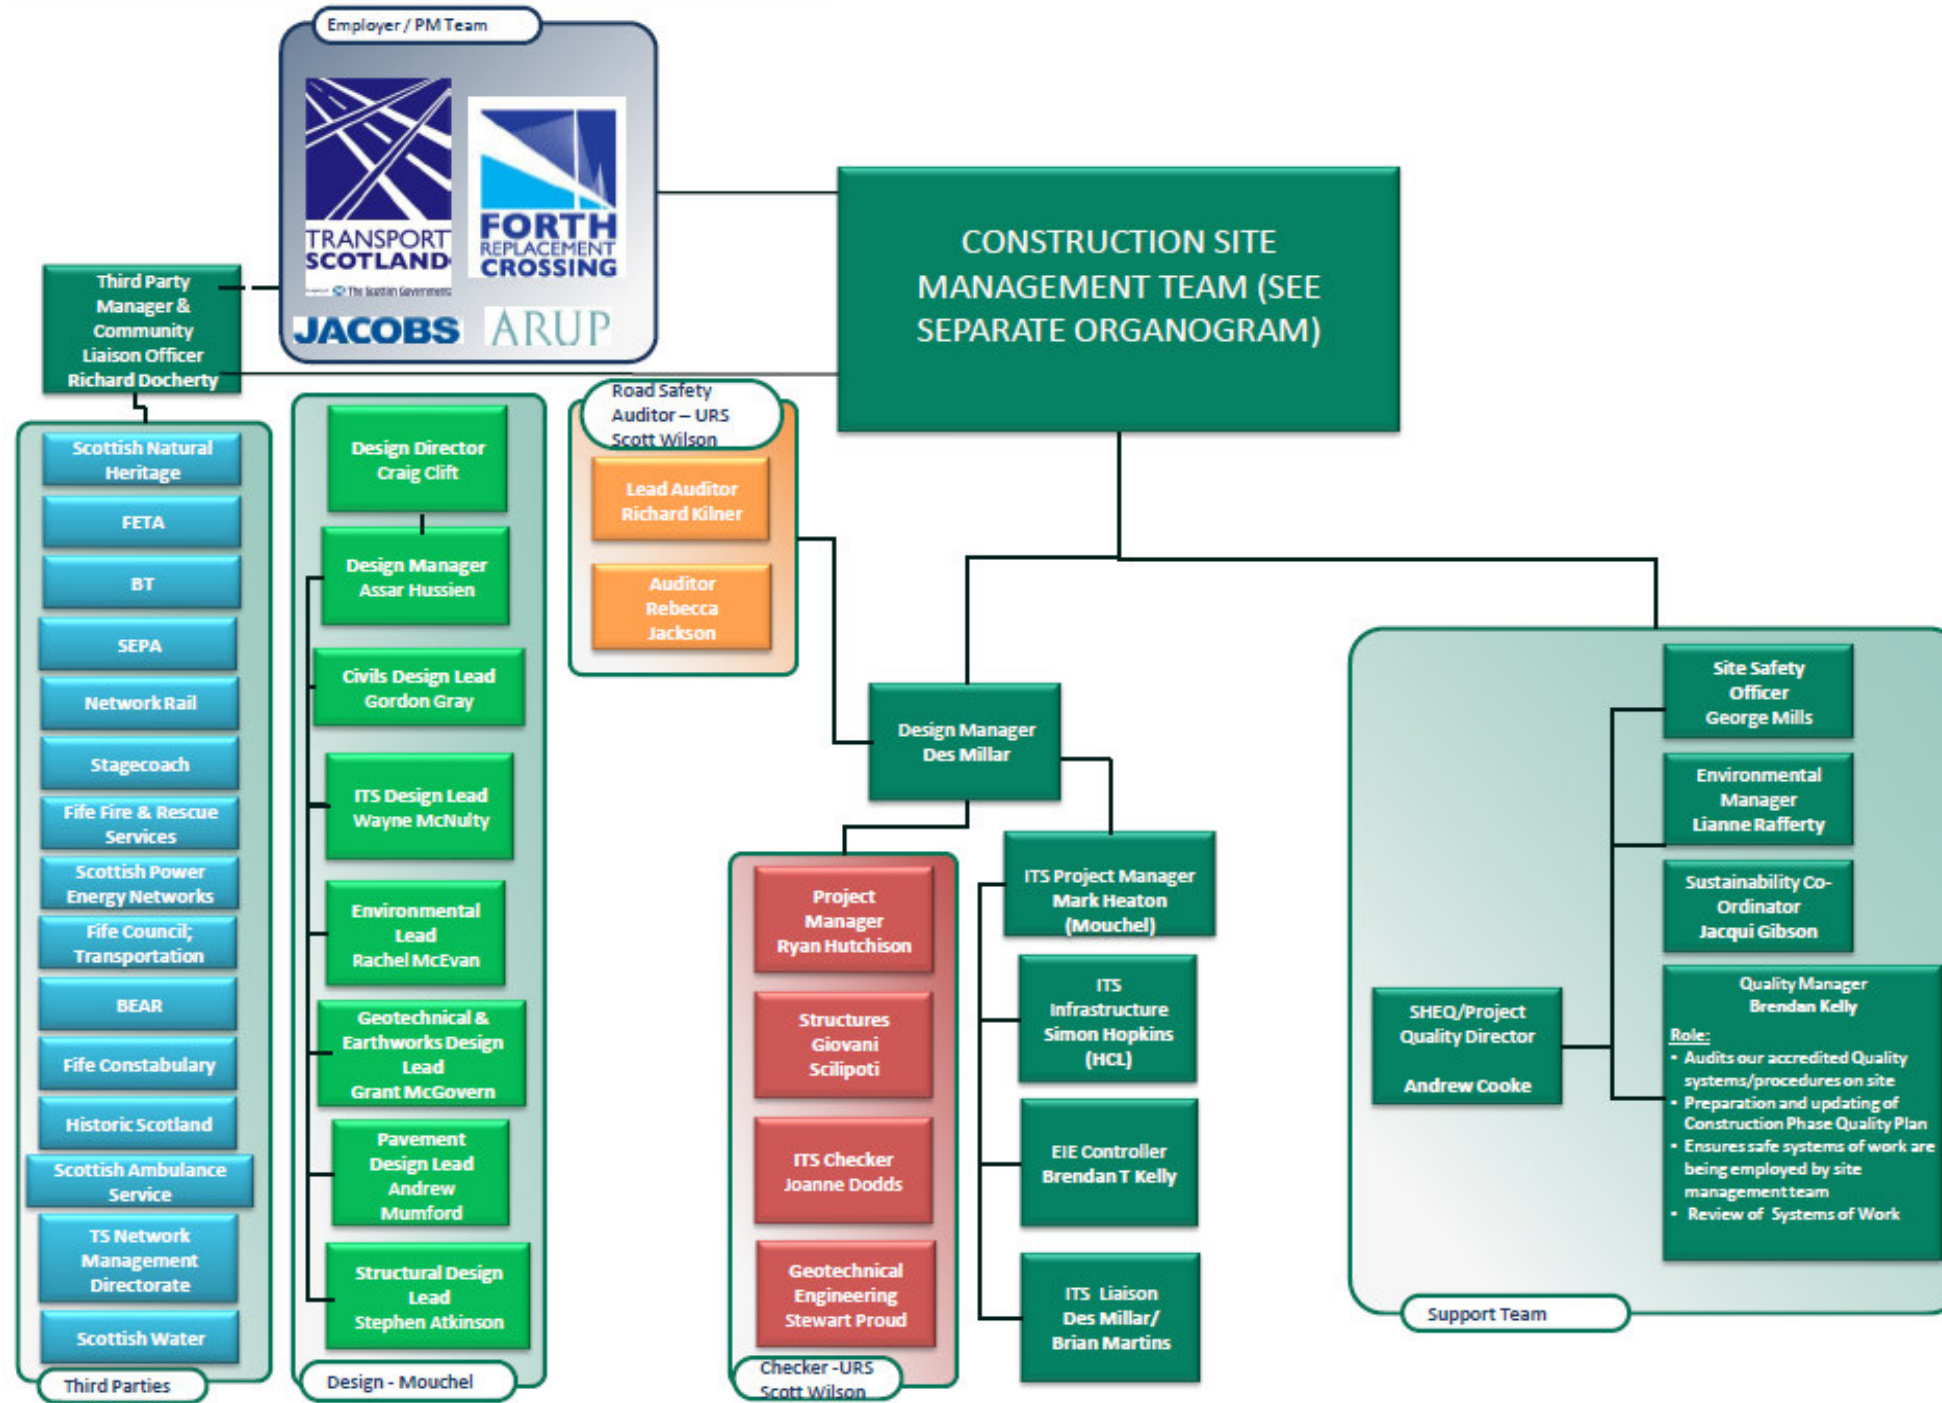 Employer / PM Team
TRANSPORT
SCOTLAND
The Scottish Government
FORTH
REPLACEMENT
CROSSING
JACOBS
ARUP
CONSTRUCTION SITE
MANAGEMENT TEAM (SEE
SEPARATE ORGANOGRAM)
Third Party
Manager &
Community
Liaison Officer
Richard Docherty
Scottish Natural
Heritage
FETA
BT
SEPA
Network Rail
Stagecoach
Fife Fire & Rescue
Services
Scottish Power
Energy Networks
Fife Council;
Transportation
BEAR
Fife Constabulary
Historic Scotland
Scottish Ambulance
Service
TS Network
Management
Directorate
Scottish Water
Third Parties
Design Director
Craig Clift
Design Manager
Assar Hussien
Civils Design Lead
Gordon Gray
ITS Design Lead
Wayne McNulty
Environmental
Lead
Rachel McEvan
Geotechnical &
Earthworks Design
Lead
Grant McGovern
Pavement
Design Lead
Andrew
Mumford
Structural Design
Lead
Stephen Atkinson
Design - Mouchel
Road Safety
Auditor – URS
Scott Wilson
Lead Auditor
Richard Kilner
Auditor
Rebecca
Jackson
Design Manager
Des Millar
Project
Manager
Ryan Hutchison
Structures
Giovani
Scilipoti
ITS Checker
Joanne Dodds
Geotechnical
Engineering
Stewart Proud
Checker -URS
Scott Wilson
ITS Project Manager
Mark Heaton
(Mouchel)
ITS
Infrastructure
Simon Hopkins
(HCL)
EIE Controller
Brendan T Kelly
ITS Liaison
Des Millar/
Brian Martins
SHEQ/Project
Quality Director
Andrew Cooke
Site Safety
Officer
George Mills
Environmental
Manager
Lianne Rafferty
Sustainability Co-
Ordinator
Jacqui Gibson
Quality Manager
Brendan Kelly
Role:
• Audits our accredited Quality
systems/procedures on site
• Preparation and updating of
Construction Phase Quality Plan
• Ensures safe systems of work are
being employed by site
management team
• Review of Systems of Work
Support Team